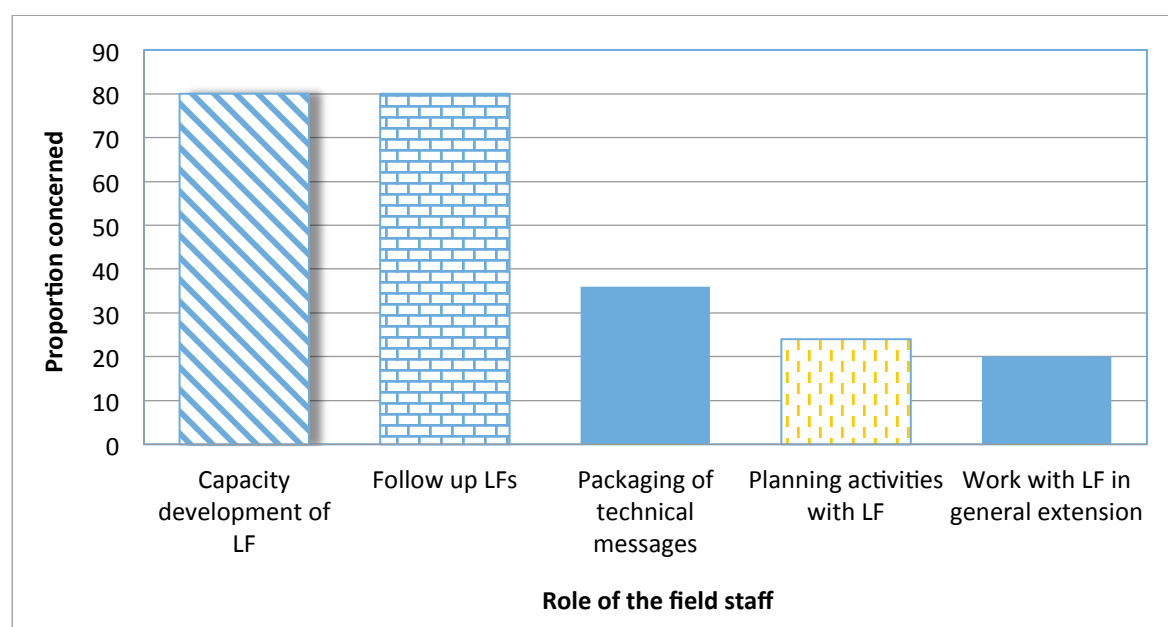 90
80
70
60
50
40
30
20
10
0
Proportion concerned
Capacity
development of
LF
Follow up LFs
Packaging of
technical
messages
Planning activities
with LF
Work with LF in
general extension
Role of the field staff